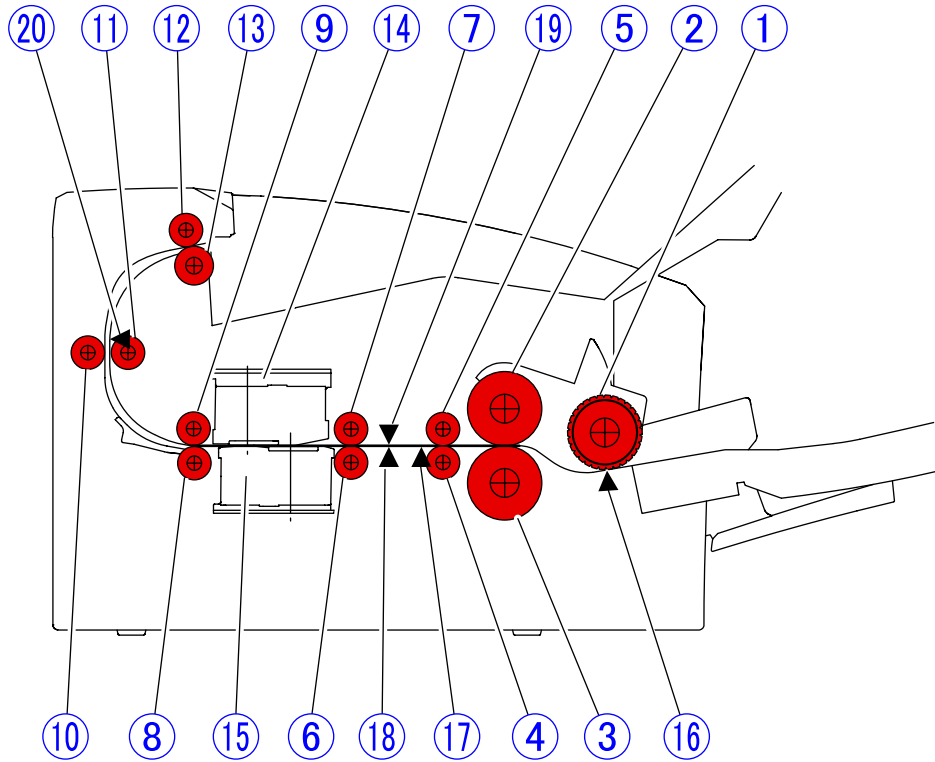 ⑳ ⑪ ⑫ ⑬ ⑨ ⑭ ⑦ ⑲ ⑤ ② ①
⑩ ⑧ ⑮ ⑥ ⑱ ⑰ ④ ③ ⑯